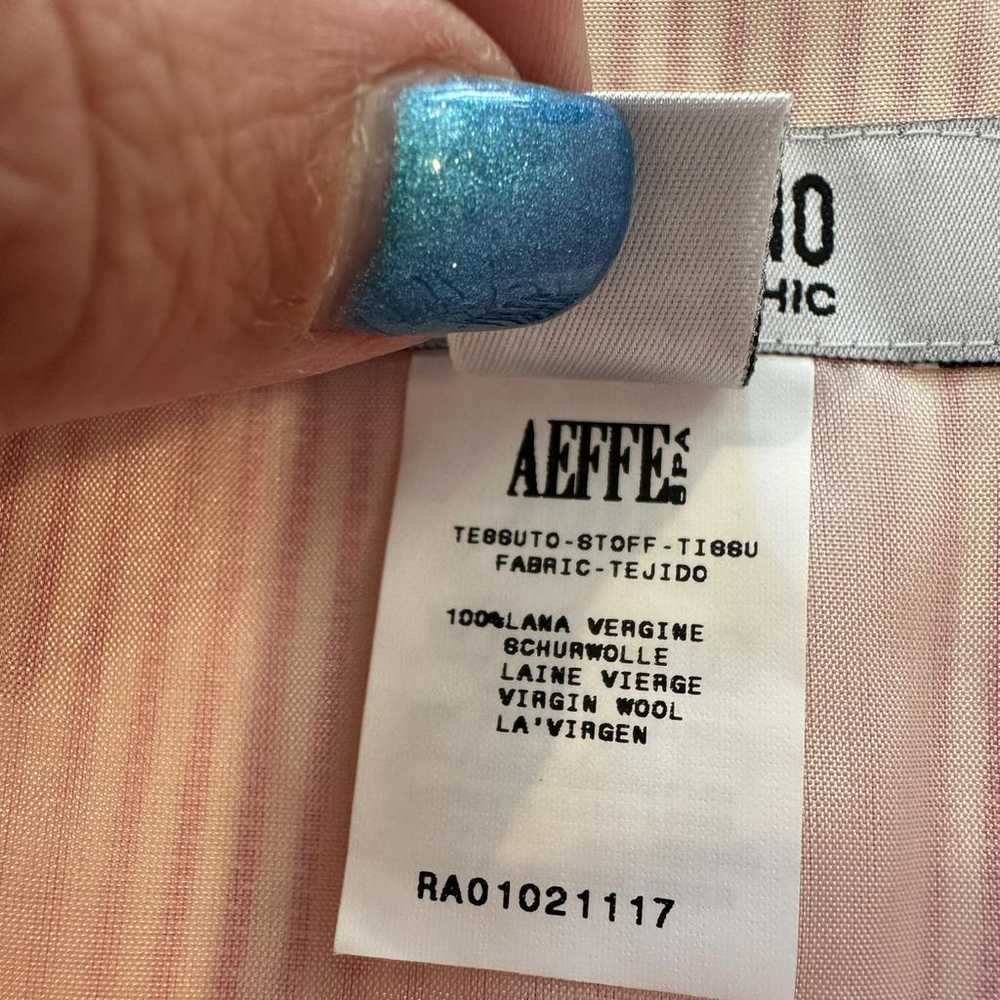 HIC
AEFFE SPA
TESSUTO-STOFF-TISSU
FABRIC-TEJIDO
100%LANA VERGINE
SCHURWOLLE
LAINE VIERGE
VIRGIN WOOL
LA'VIRGEN
RA01021117